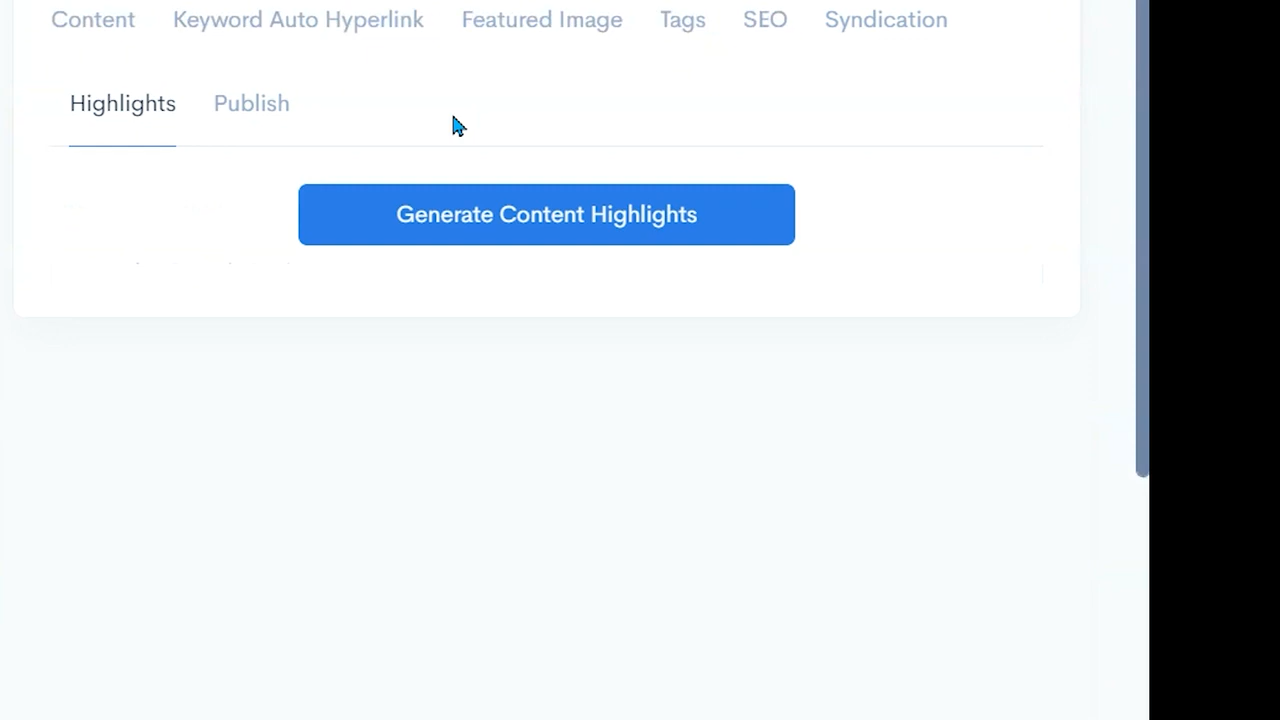 Content Keyword Auto Hyperlink Featured Image Tags SEO Syndication
Highlights Publish
Generate Content Highlights